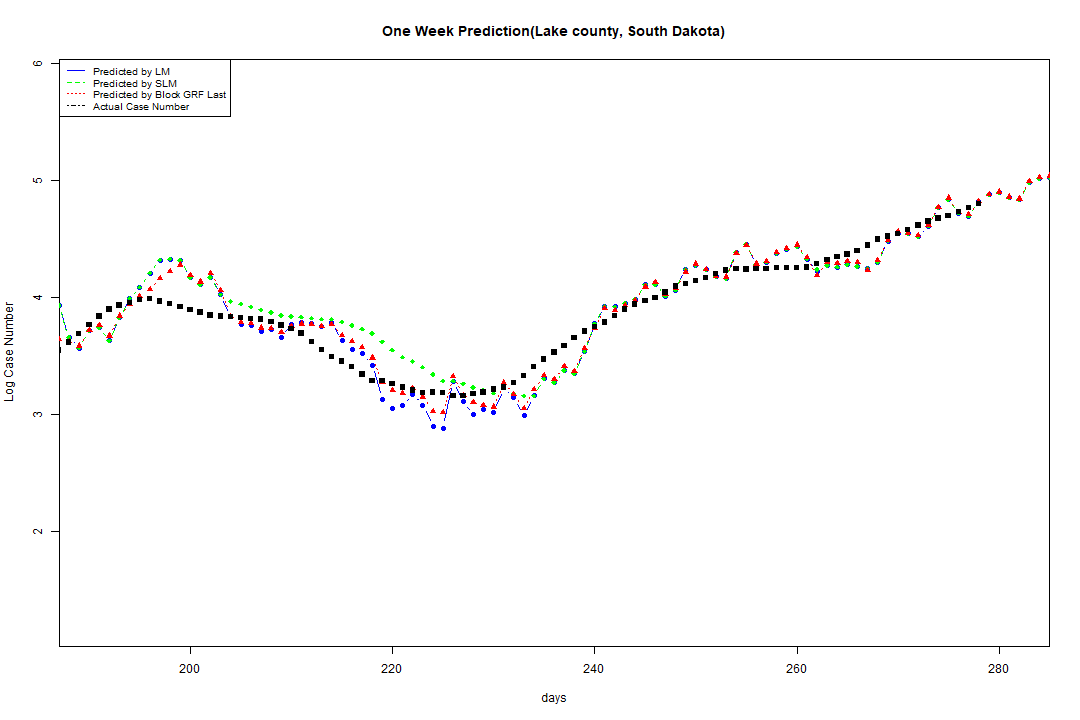 One Week Prediction(Lake county, South Dakota)
Predicted by LM
Predicted by SLM
Predicted by Block GRF Last
Actual Case Number
6
5
4
3
2
Log Case Number
200 220 240 260 280
days